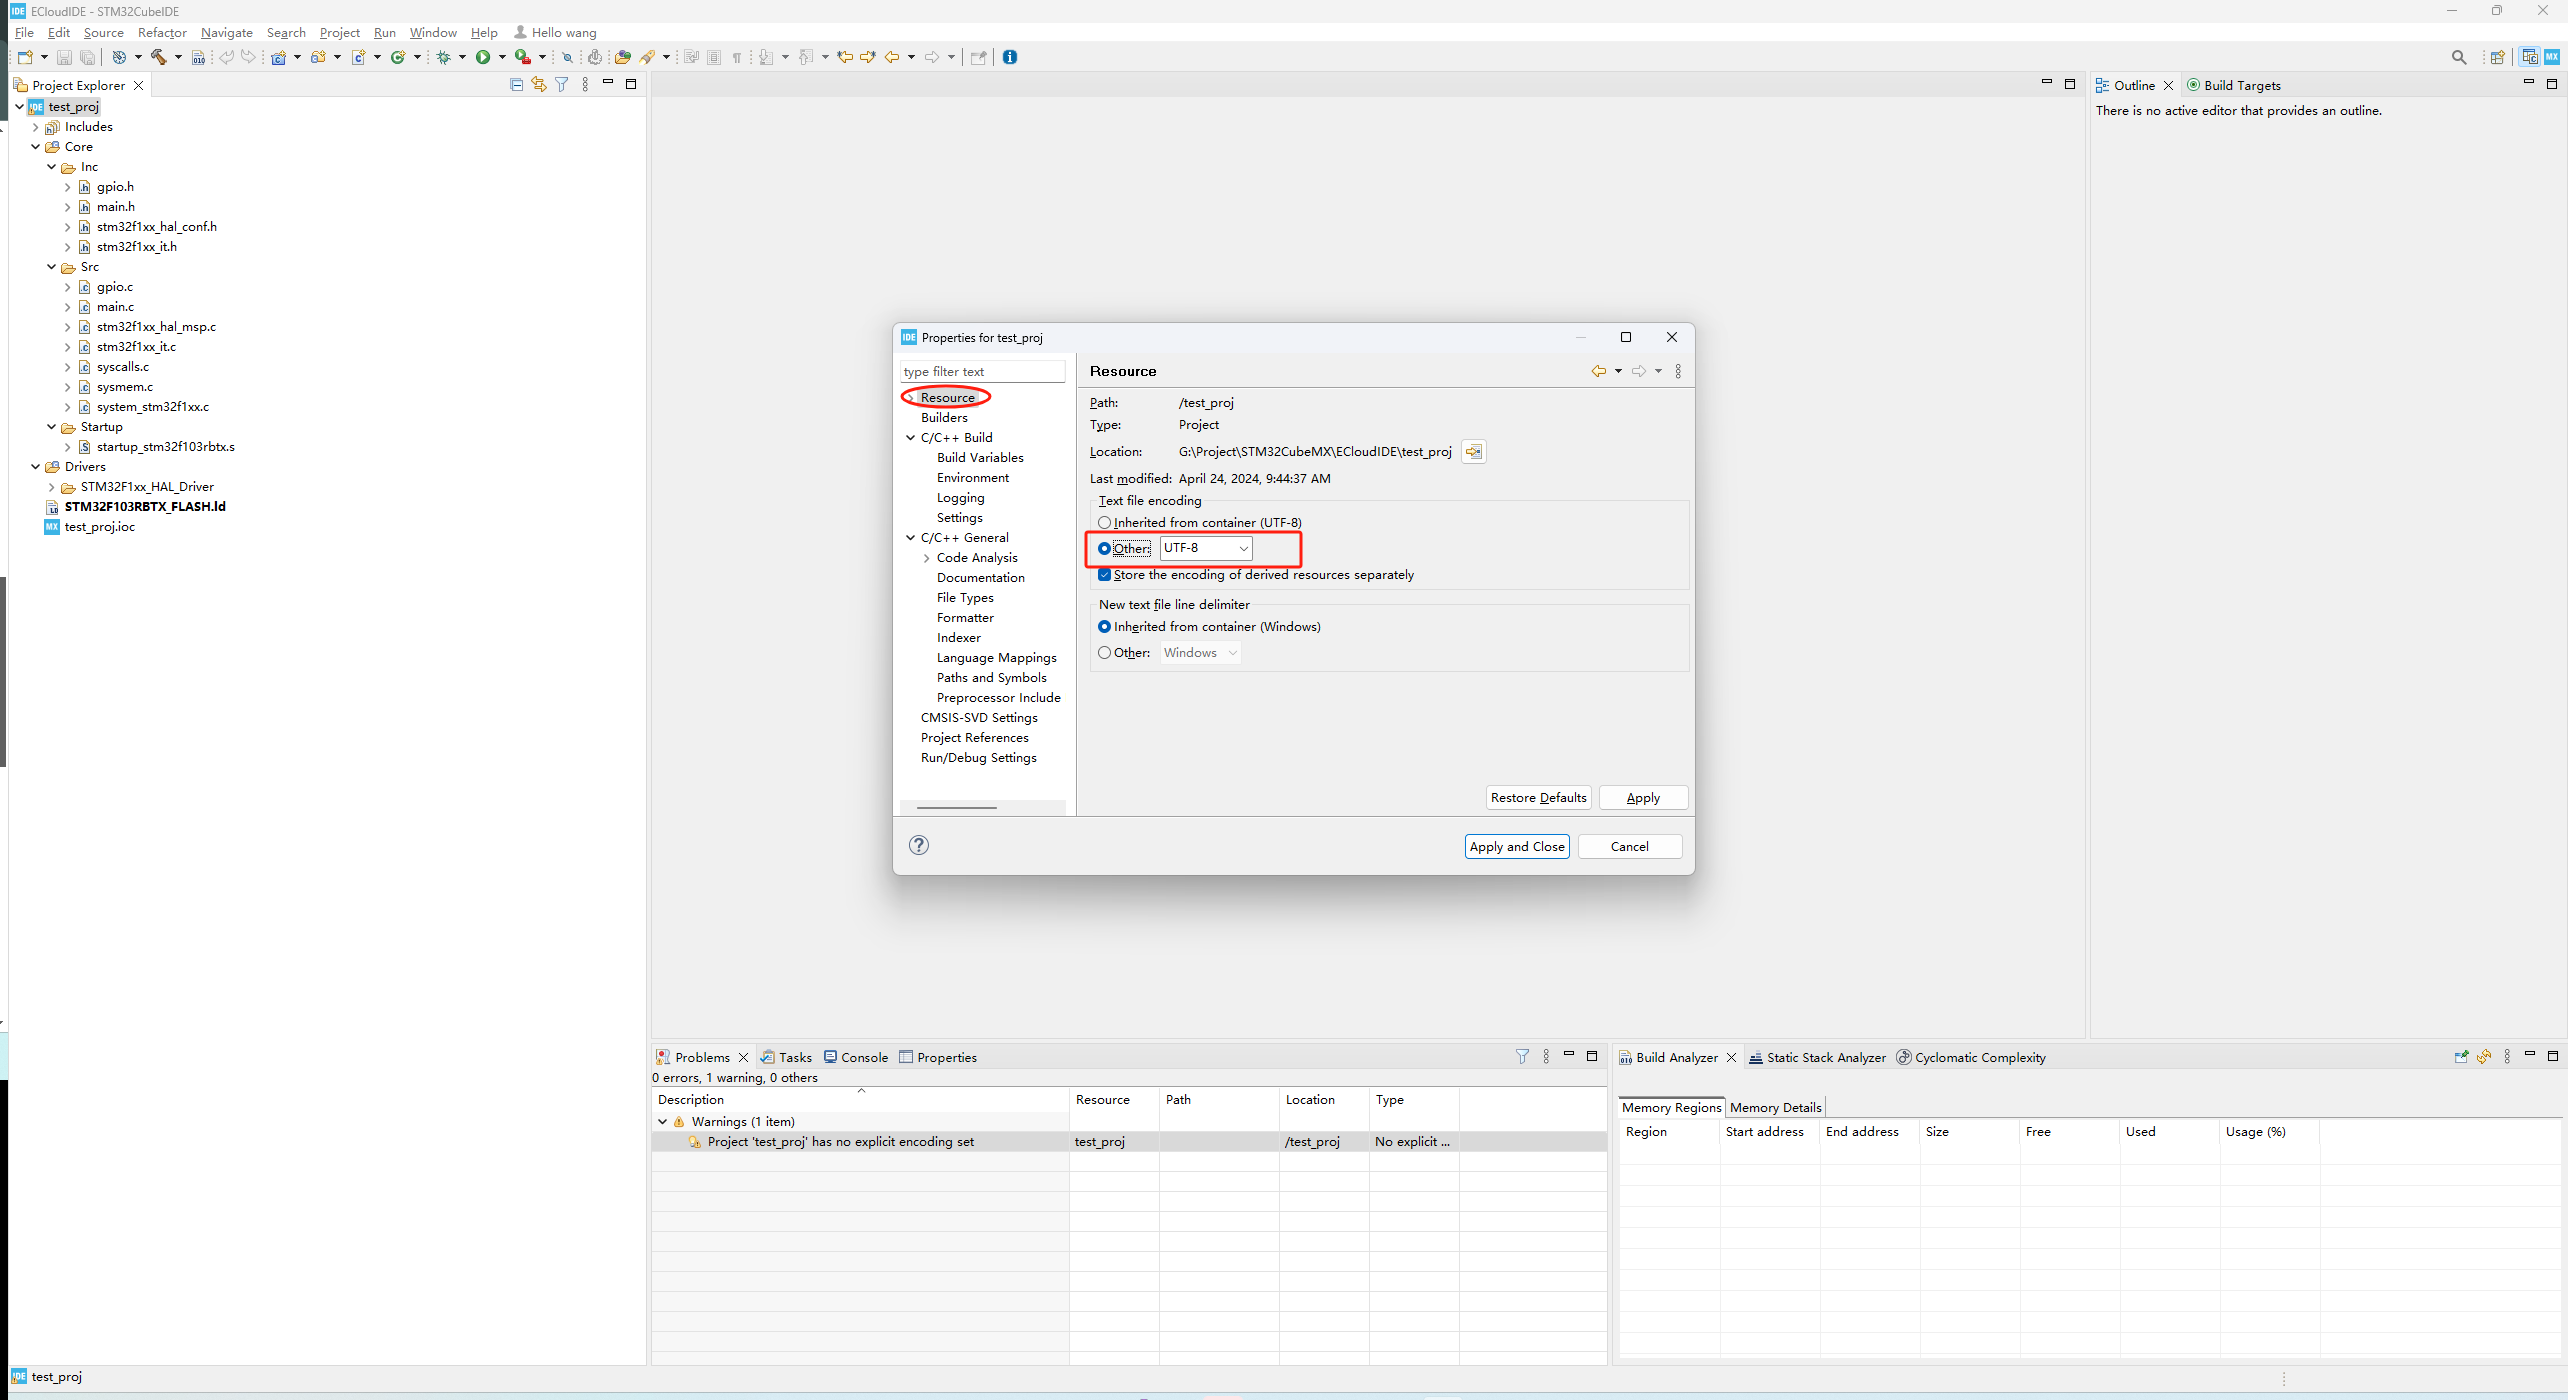 ECloudIDE - STM32CubeIDE
File Edit Source Refactor Navigate Search Project Run Window Help Hello wang
Project Explorer
test_proj
Includes
Core
Inc
gpio.h
main.h
stm32f1xx_hal_conf.h
stm32f1xx_it.h
Src
gpio.c
main.c
stm32f1xx_hal_msp.c
stm32f1xx_it.c
syscalls.c
sysmem.c
system_stm32f1xx.c
Startup
startup_stm32f103rbtx.s
Drivers
STM32F1xx_HAL_Driver
STM32F103RBTX_FLASH.ld
test_proj.ioc
Outline Build Targets
There is no active editor that provides an outline.
Properties for test_proj
type filter text
Resource
Builders
C/C++ Build
Build Variables
Environment
Logging
Settings
C/C++ General
Code Analysis
Documentation
File Types
Formatter
Indexer
Language Mappings
Paths and Symbols
Preprocessor Include
CMSIS-SVD Settings
Project References
Run/Debug Settings
Resource
Path: /test_proj
Type: Project
Location: G:\Project\STM32CubeMX\ECloudIDE\test_proj
Last modified: April 24, 2024, 9:44:37 AM
Text file encoding
Inherited from container (UTF-8)
Other: UTF-8
Store the encoding of derived resources separately
New text file line delimiter
Inherited from container (Windows)
Other: Windows
Restore Defaults Apply
Apply and Close Cancel
Problems Tasks Console Properties
0 errors, 1 warning, 0 others
Description Resource Path Location Type
Warnings (1 item)
Project 'test_proj' has no explicit encoding set test_proj /test_proj No explicit ...
Build Analyzer Static Stack Analyzer Cyclomatic Complexity
Memory Regions Memory Details
Region Start address End address Size Free Used Usage (%)
test_proj